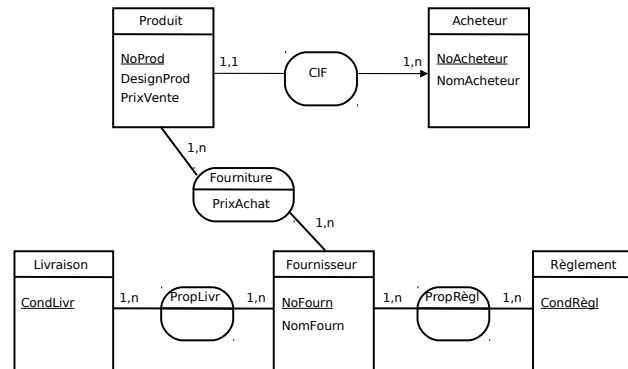 Produit
NoProd
DesignProd
PrixVente
1,1
CIF
1,n
Acheteur
NoAcheteur
NomAcheteur
1,n
Fourniture
PrixAchat
1,n
Livraison
CondLivr
1,n
PropLivr
1,n
Fournisseur
NoFourn
NomFourn
1,n
PropRègl
1,n
Règlement
CondRègl